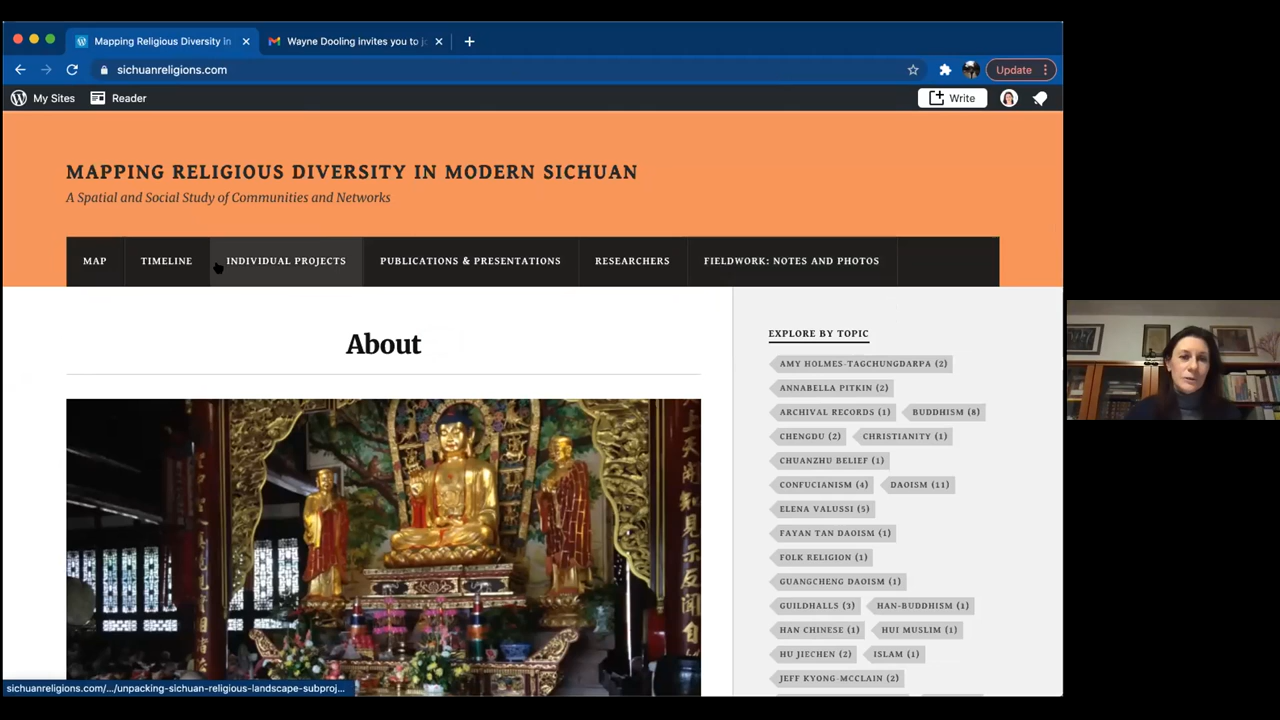 Mapping Religious Diversity In
Wayne Dooling invites you to jo
sichuanreligions.com
Update
My Sites
Reader
Write
MAPPING RELIGIOUS DIVERSITY IN MODERN SICHUAN
A Spatial and Social Study of Communities and Networks
MAP
TIMELINE
INDIVIDUAL PROJECTS
PUBLICATIONS & PRESENTATIONS
RESEARCHERS
FIELDWORK: NOTES AND PHOTOS
About
EXPLORE BY TOPIC
AMY HOLMES-TAGCHUNGDARPA (2)
ANNABELLA PITKIN (2)
ARCHIVAL RECORDS (1)
BUDDHISM (8)
CHENGDU (2)
CHRISTIANITY (1)
CHUANZHU BELIEF (1)
CONFUCIANISM (4)
DAOISM (11)
ELENA VALUSSI (5)
FAYAN TAN DAOISM (1)
FOLK RELIGION (1)
GUANGCHENG DAOISM (1)
GUILDHALLS (3)
HAN-BUDDHISM (1)
HAN CHINESE (1)
HUI MUSLIM (1)
HU JIECHEN (2)
ISLAM (1)
JEFF KYONG-MCCLAIN (2)
sichuanreligions.com/.../unpacking-sichuan-religious-landscape-subproj...